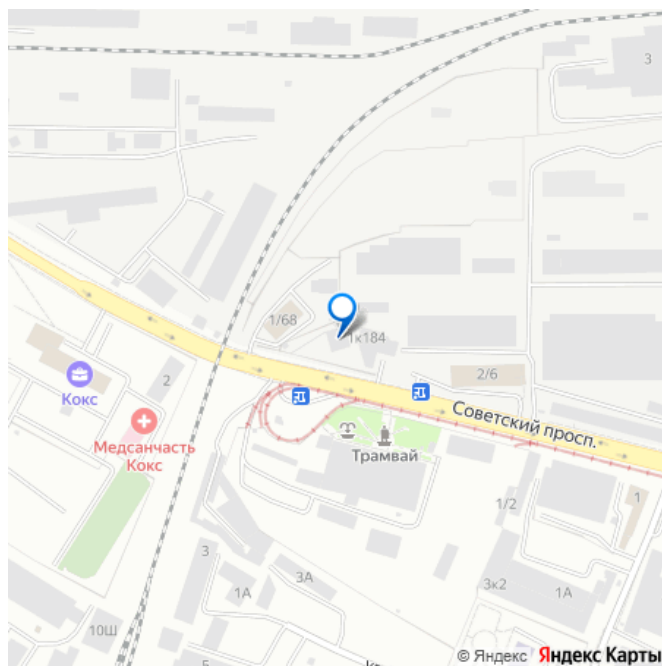 3
1/68
1к184
2/6
2
Кокс
Советский просп.
Медсанчасть
Кокс
Трамвай
1/2
1
3
3А
1А
3к2
1А
10Ш
© Яндекс Яндекс Карты